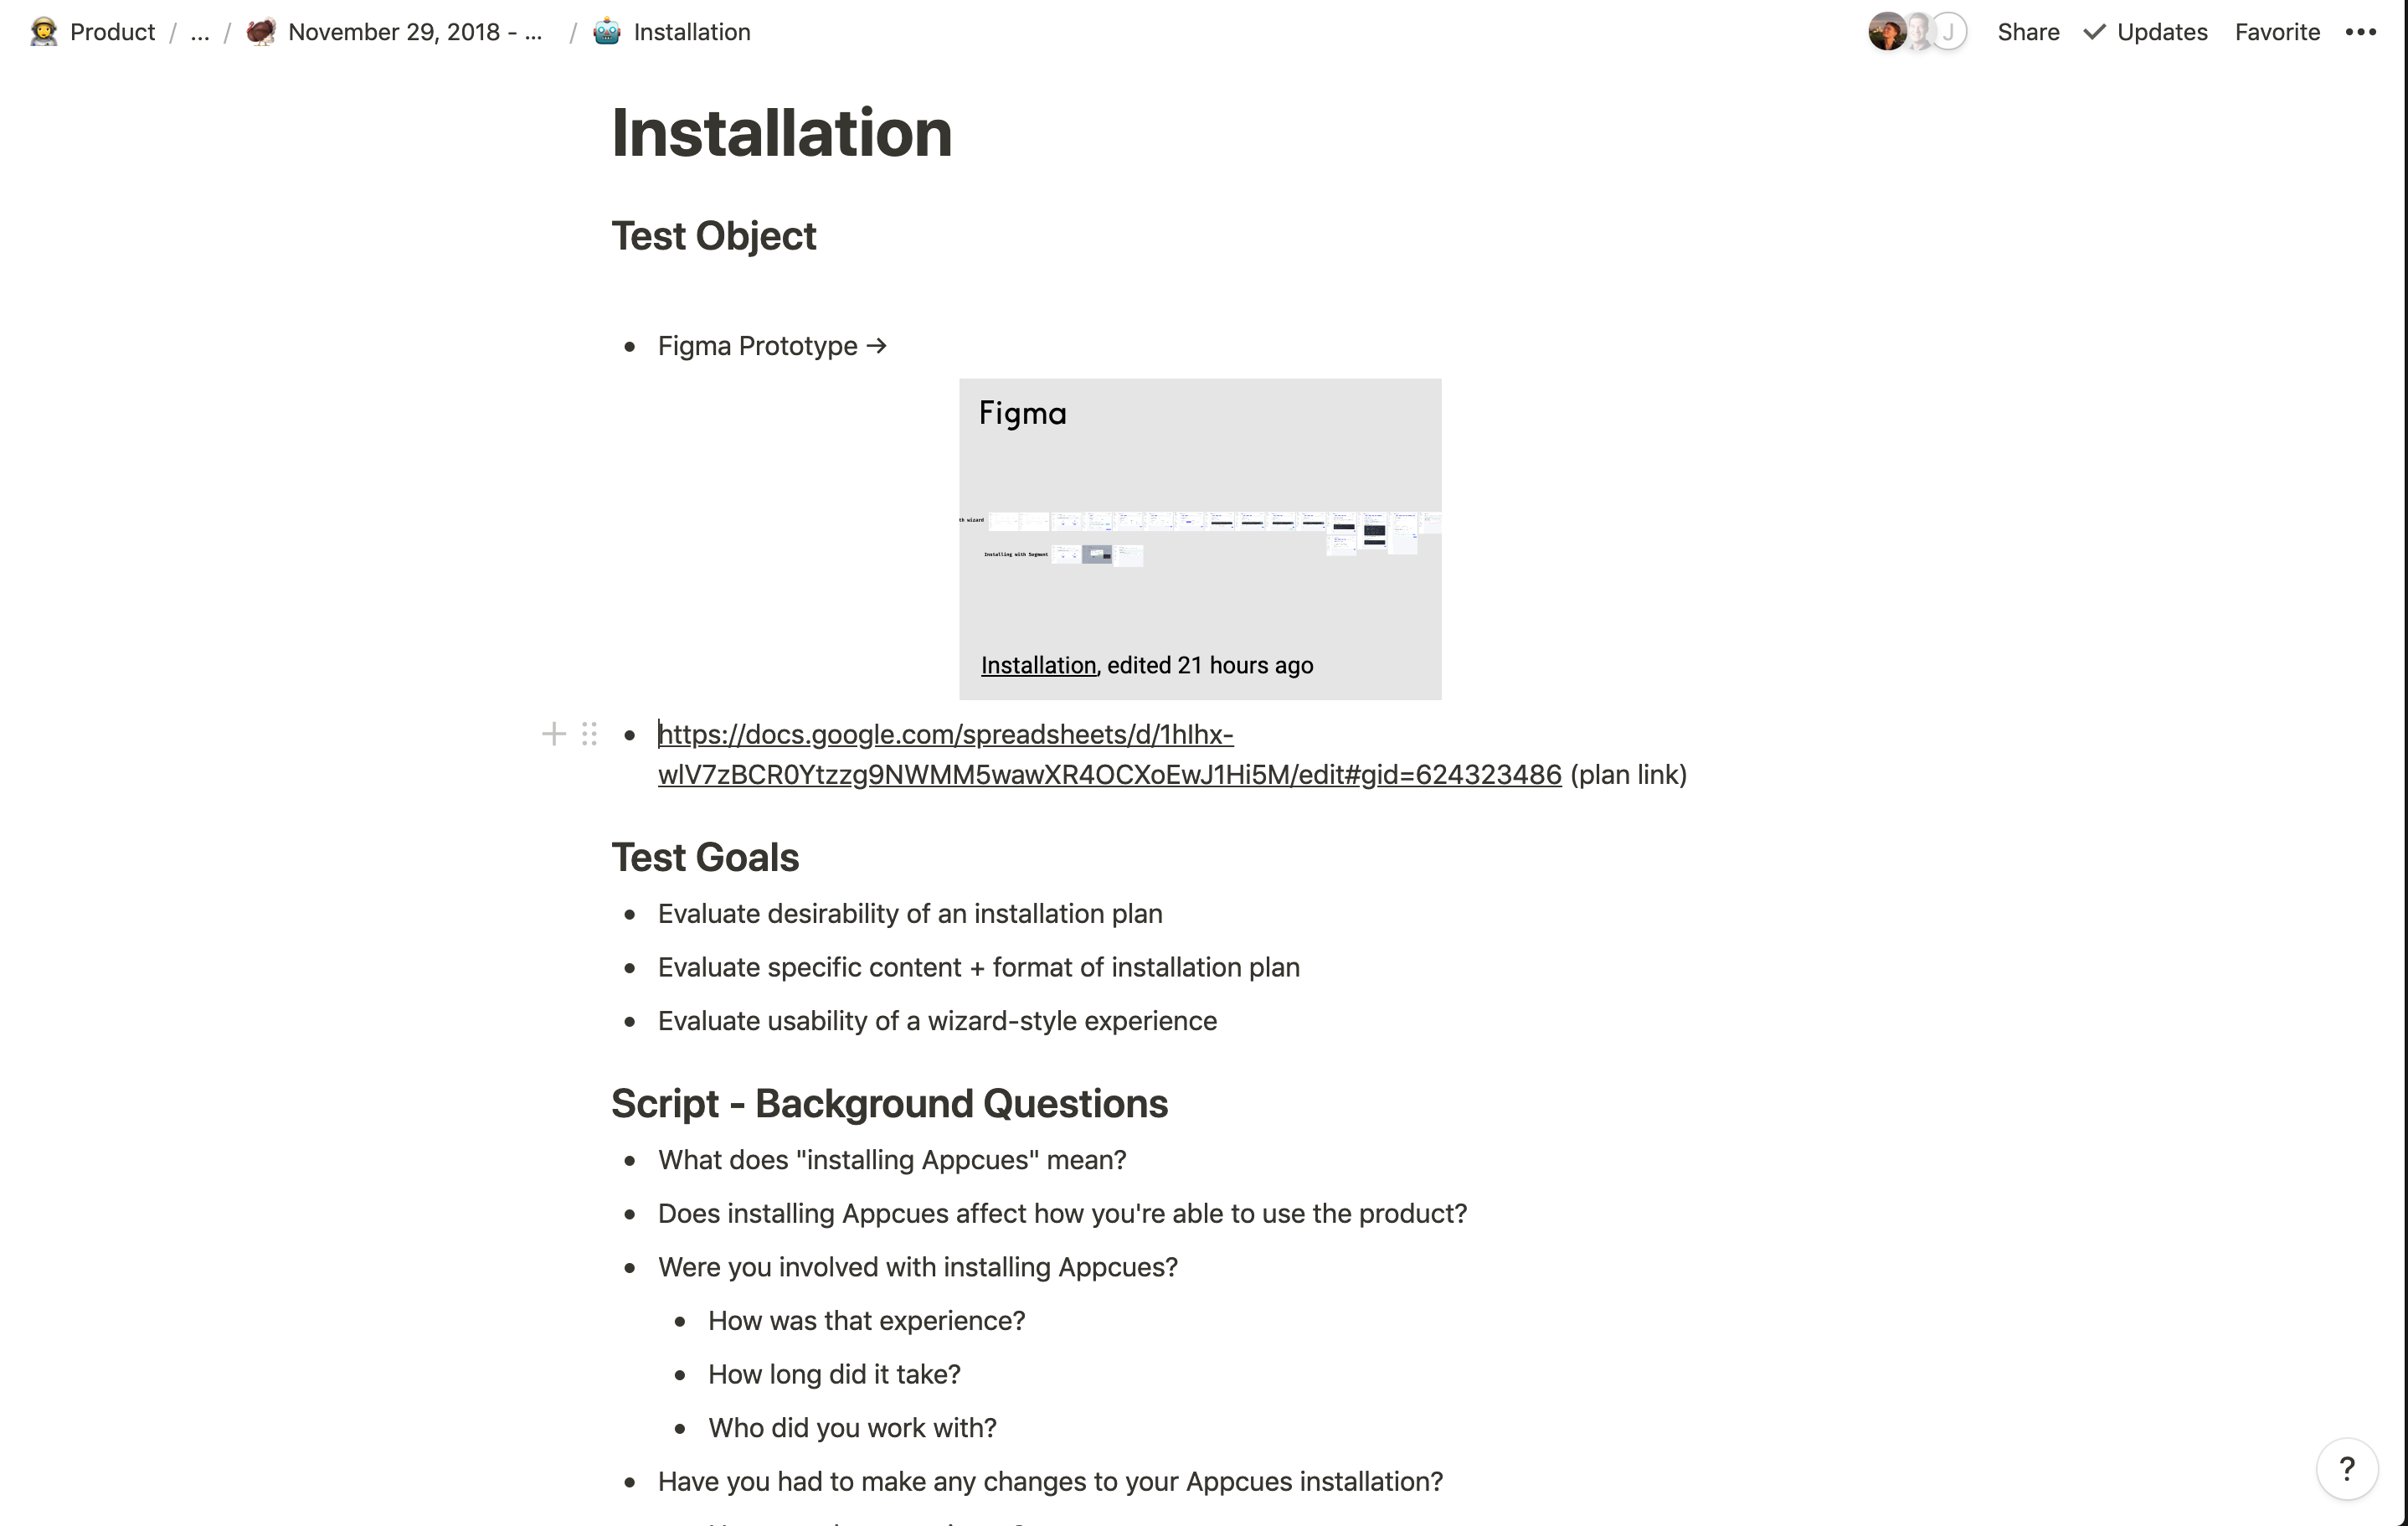 Product / ... / November 29, 2018 - ... / Installation
J Share Updates Favorite •••
Installation
Test Object
• Figma Prototype →
Figma
th wizard
Installing with Segment
Installation, edited 21 hours ago
• https://docs.google.com/spreadsheets/d/1hIhx-
wlV7zBCR0Ytzzg9NWMM5wawXR4OCXoEwJ1Hi5M/edit#gid=624323486 (plan link)
Test Goals
• Evaluate desirability of an installation plan
• Evaluate specific content + format of installation plan
• Evaluate usability of a wizard-style experience
Script - Background Questions
• What does "installing Appcues" mean?
• Does installing Appcues affect how you're able to use the product?
• Were you involved with installing Appcues?
• How was that experience?
• How long did it take?
• Who did you work with?
• Have you had to make any changes to your Appcues installation?
?